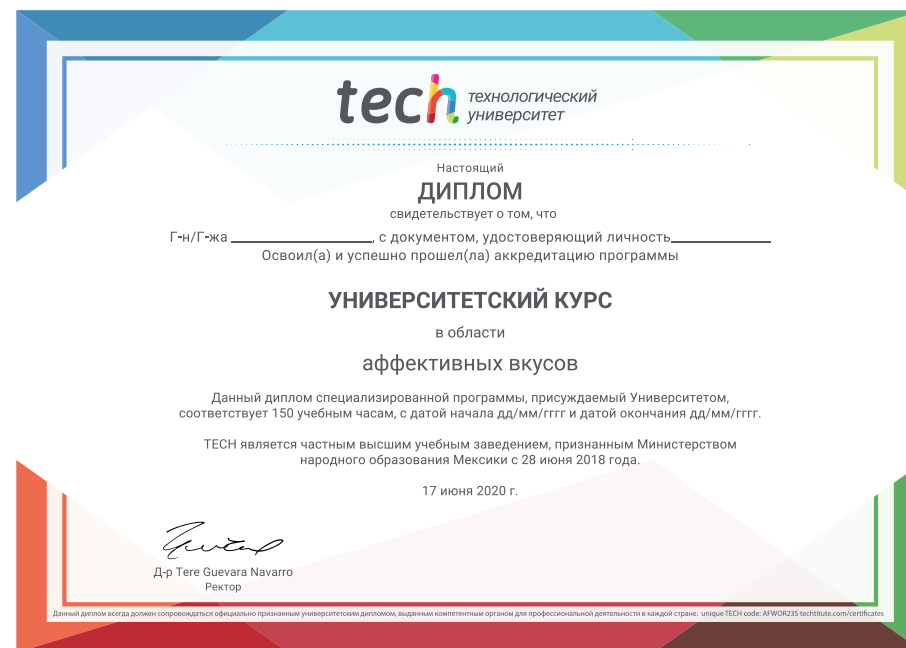 tech технологический университет
Настоящий
ДИПЛОМ
свидетельствует о том, что
Г-н/Г-жа , с документом, удостоверяющий личность
Освоил(а) и успешно прошел(ла) аккредитацию программы
УНИВЕРСИТЕТСКИЙ КУРС
в области
аффективных вкусов
Данный диплом специализированной программы, присуждаемый Университетом,
соответствует 150 учебным часам, с датой начала дд/мм/гггг и датой окончания дд/мм/гггг.
TECH является частным высшим учебным заведением, признанным Министерством
народного образования Мексики с 28 июня 2018 года.
17 июня 2020 г.
Д-р Tere Guevara Navarro
Ректор
Данный диплом всегда должен сопровождаться официально признанным университетским дипломом, выданным компетентным органом для профессиональной деятельности в каждой стране. unique TECH code: AFWOR23S techtitute.com/certificates